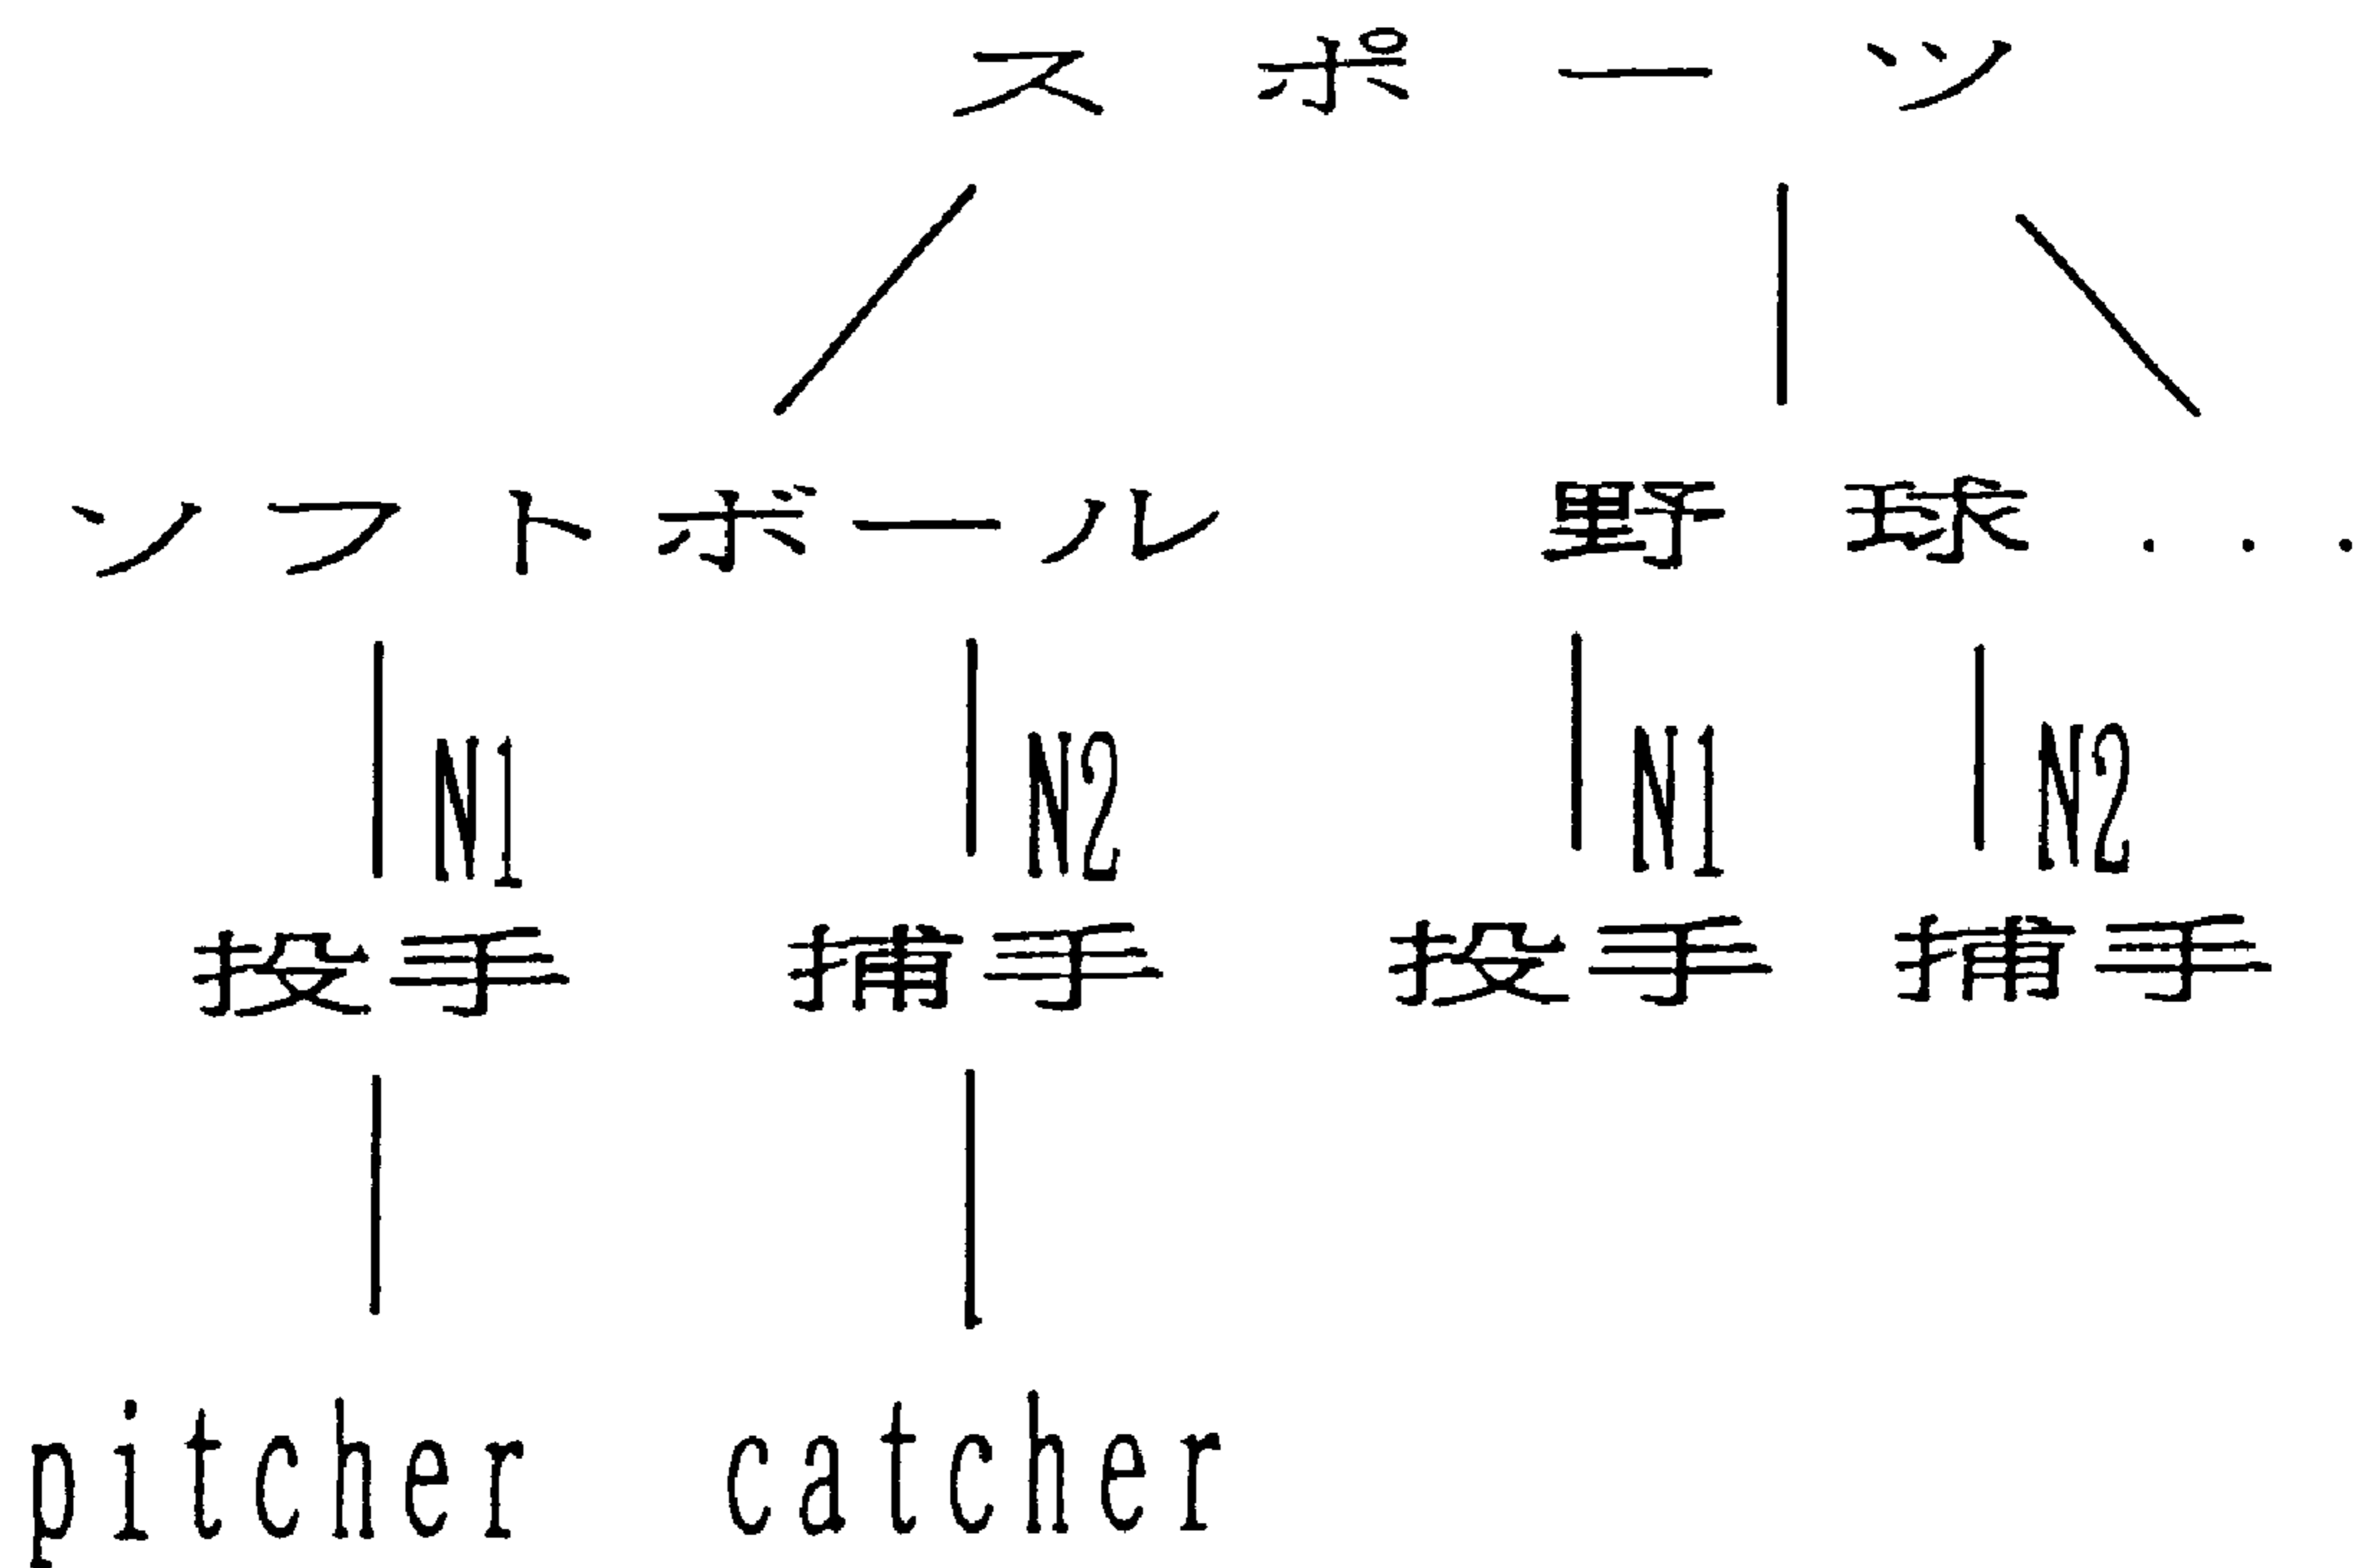 スポーツ
ソフトボール 野球...
N1 N2 N1 N2
投手 捕手 投手 捕手
pitcher catcher